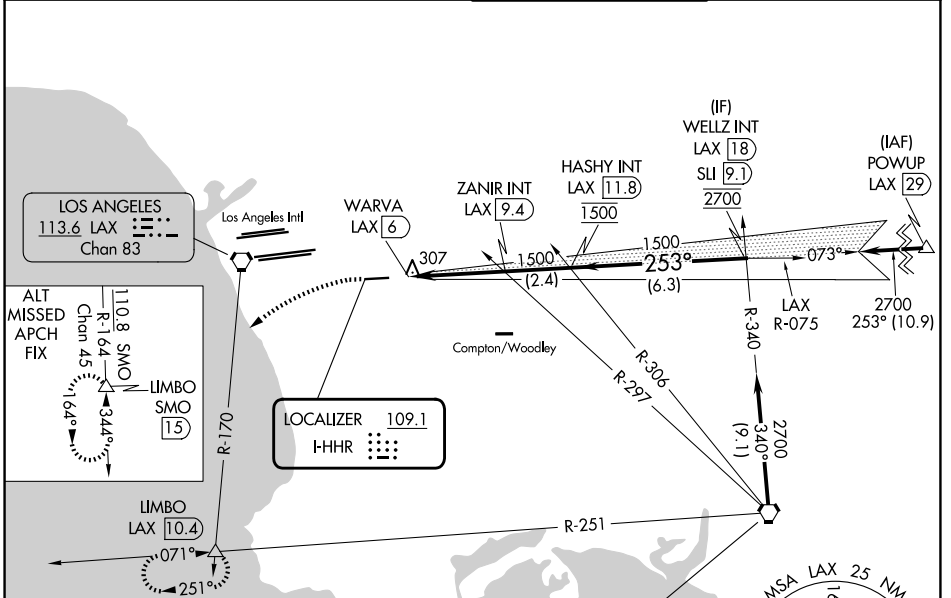 (IF)
WELLZ INT
LAX 18
SLI 9.1
2700
(IAF)
POWUP
LAX 29
HASHY INT
LAX 11.8
1500
ZANIR INT
LAX 9.4
WARVA
LAX 6
LOS ANGELES
113.6 LAX
Chan 83
Los Angeles Intl
307
1500
(2.4)
1500
253°
(6.3)
073°
LAX
R-075
2700
253° (10.9)
ALT
MISSED
APCH
FIX
110.8 SMO
R-164
Chan 45
LIMBO
SMO
15
164°
344°
R-170
Compton/Woodley
R-306
R-297
R-340
2700
340°
(9.1)
LOCALIZER 109.1
I-HHR
LIMBO
LAX 10.4
071°
251°
R-251
MSA LAX 25 NM